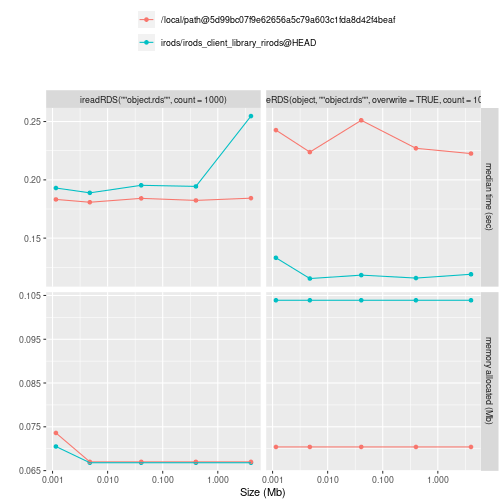 /local/path@5d99bc07f9e62656a5c79a603c1fda8d42f4beaf
irods/irods_client_library_rirods@HEAD
ireadRDS(""object.rds"", count = 1000)
eRDS(object, ""object.rds"", overwrite = TRUE, count = 10
0.25
0.20
0.15
median time (sec)
0.105
0.095
0.085
0.075
0.065
memory allocated (Mb)
0.001 0.010 0.100 1.000 0.001 0.010 0.100 1.000
Size (Mb)